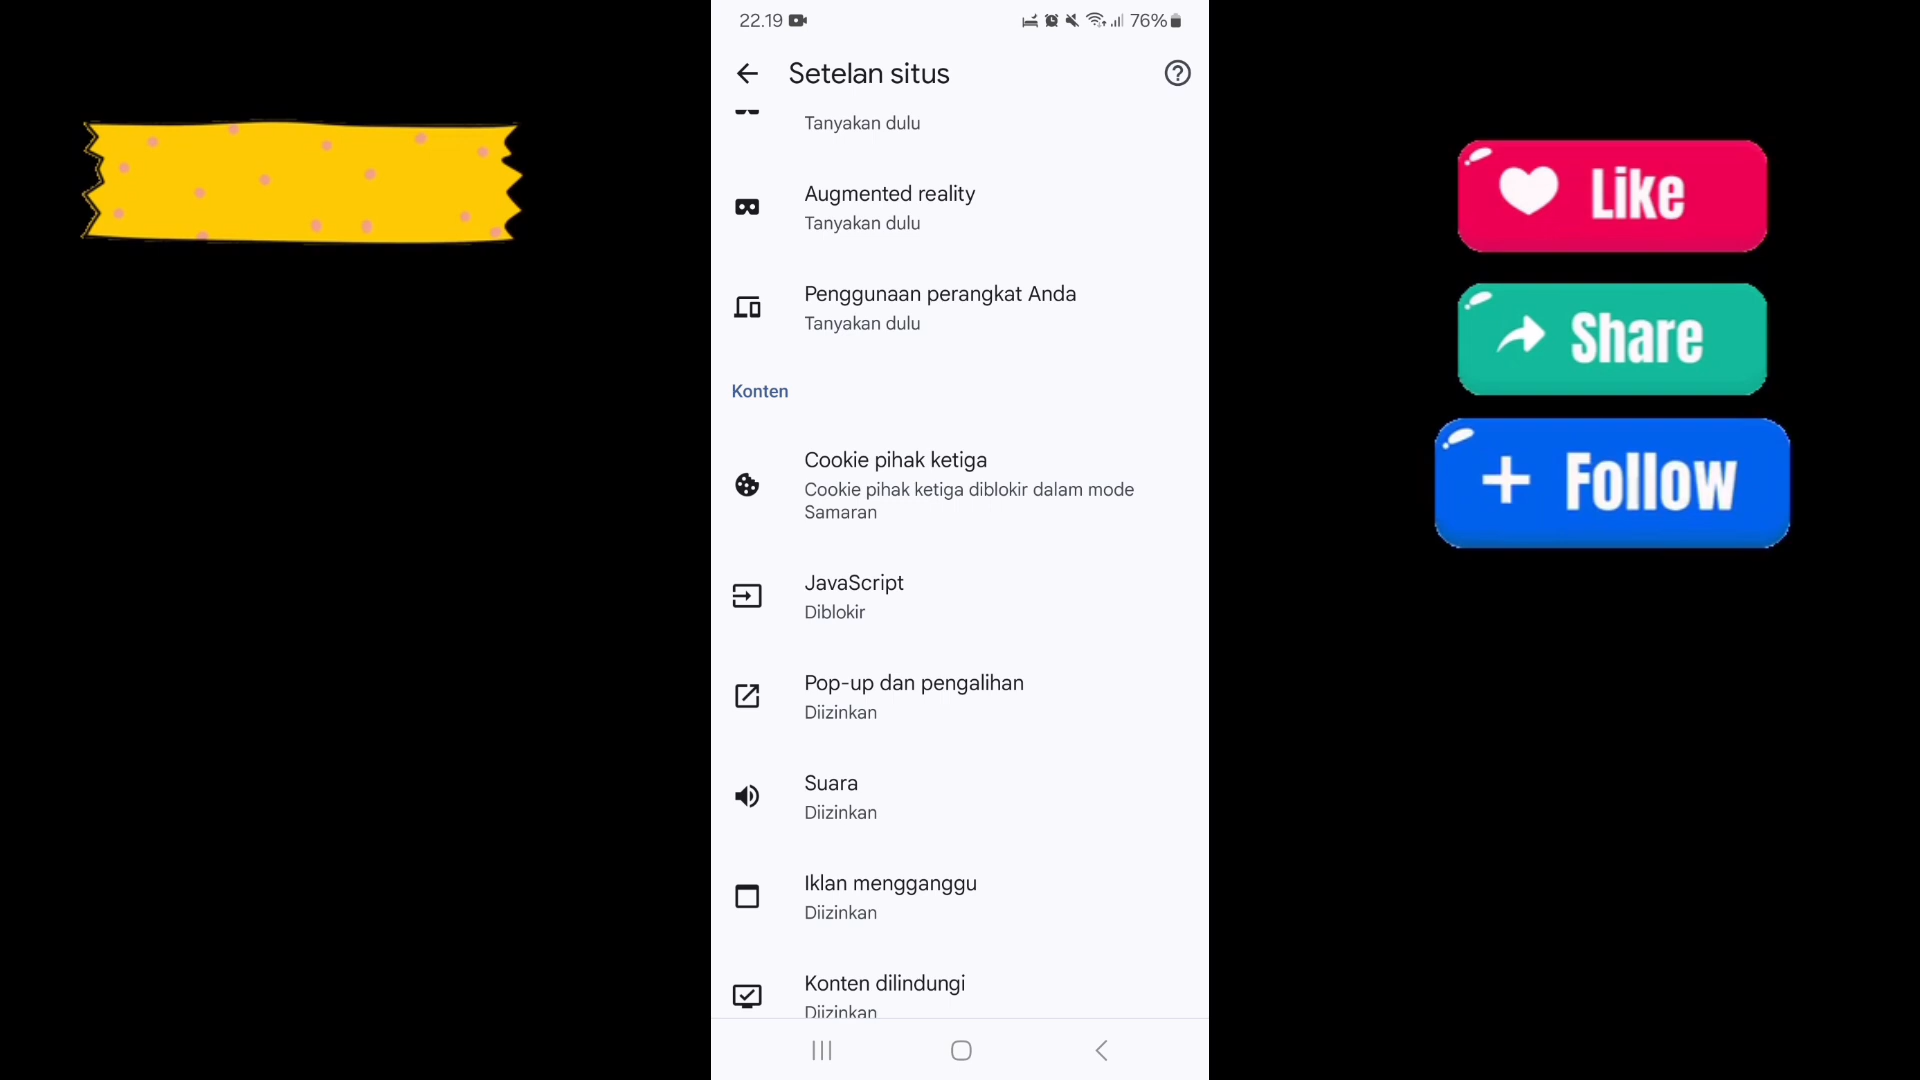 22.19
76%
Setelan situs
Tanyakan dulu
Augmented reality
Tanyakan dulu
Penggunaan perangkat Anda
Tanyakan dulu
Konten
Cookie pihak ketiga
Cookie pihak ketiga diblokir dalam mode
Samaran
JavaScript
Diblokir
Pop-up dan pengalihan
Diizinkan
Suara
Diizinkan
Iklan mengganggu
Diizinkan
Konten dilindungi
Diizinkan
Like
Share
Follow